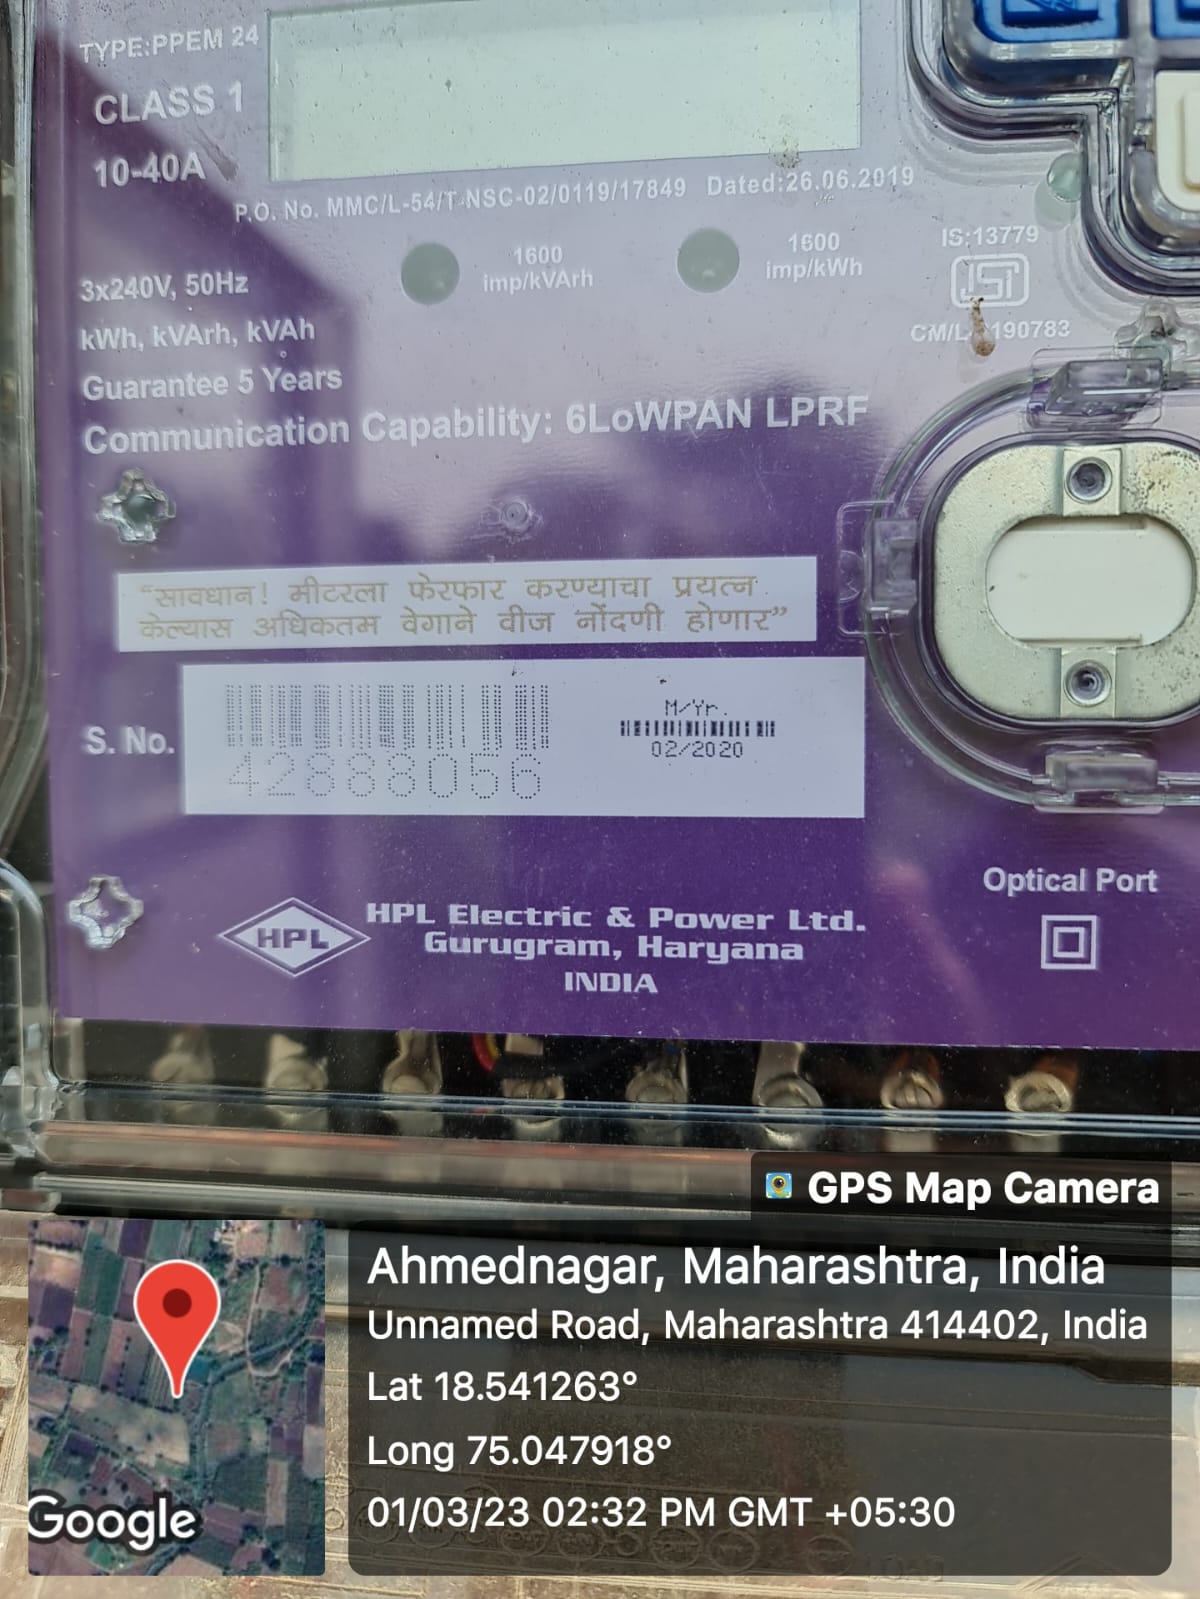 TYPE:PPEM 24
CLASS 1
10-40A
P.O. No. MMC/L-54/T-NSC-02/0119/17849 Dated:26.06.2019
1600
imp/kVArh
1600
imp/kWh
IS:13779
ISI
CM/L
190783
3x240V, 50Hz
kWh, kVArh, kVAh
Guarantee 5 Years
Communication Capability: 6LoWPAN LPRF
“सावधान! मीटरला फेरफार करण्याचा प्रयत्न
केल्यास अधिकतम वेगाने वीज नोंदणी होणार”
S. No.
42888056
M/Yr.
02/2020
Optical Port
HPL
HPL Electric & Power Ltd.
Gurugram, Haryana
INDIA
GPS Map Camera
Ahmednagar, Maharashtra, India
Unnamed Road, Maharashtra 414402, India
Lat 18.541263°
Long 75.047918°
01/03/23 02:32 PM GMT +05:30
Google